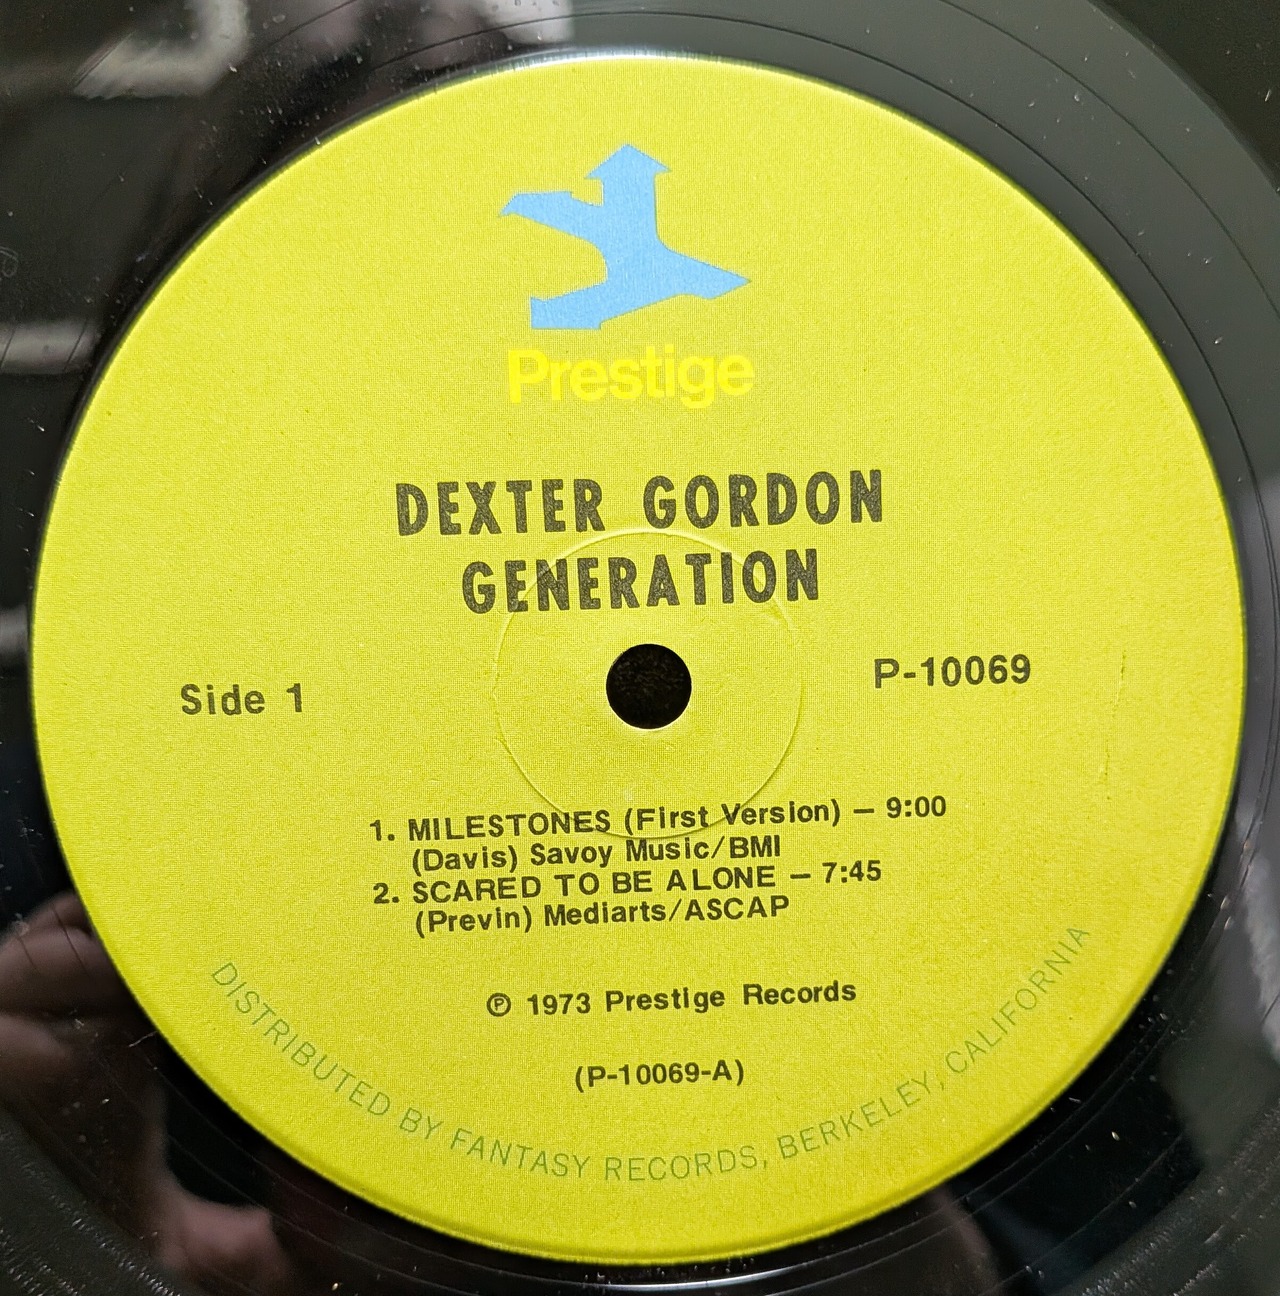 Prestige
DEXTER GORDON
GENERATION
Side 1
P-10069
1. MILESTONES (First Version) — 9:00
(Davis) Savoy Music/BMI
2. SCARED TO BE ALONE — 7:45
(Previn) Mediarts/ASCAP
℗ 1973 Prestige Records
(P-10069-A)
DISTRIBUTED BY FANTASY RECORDS, BERKELEY, CALIFORNIA